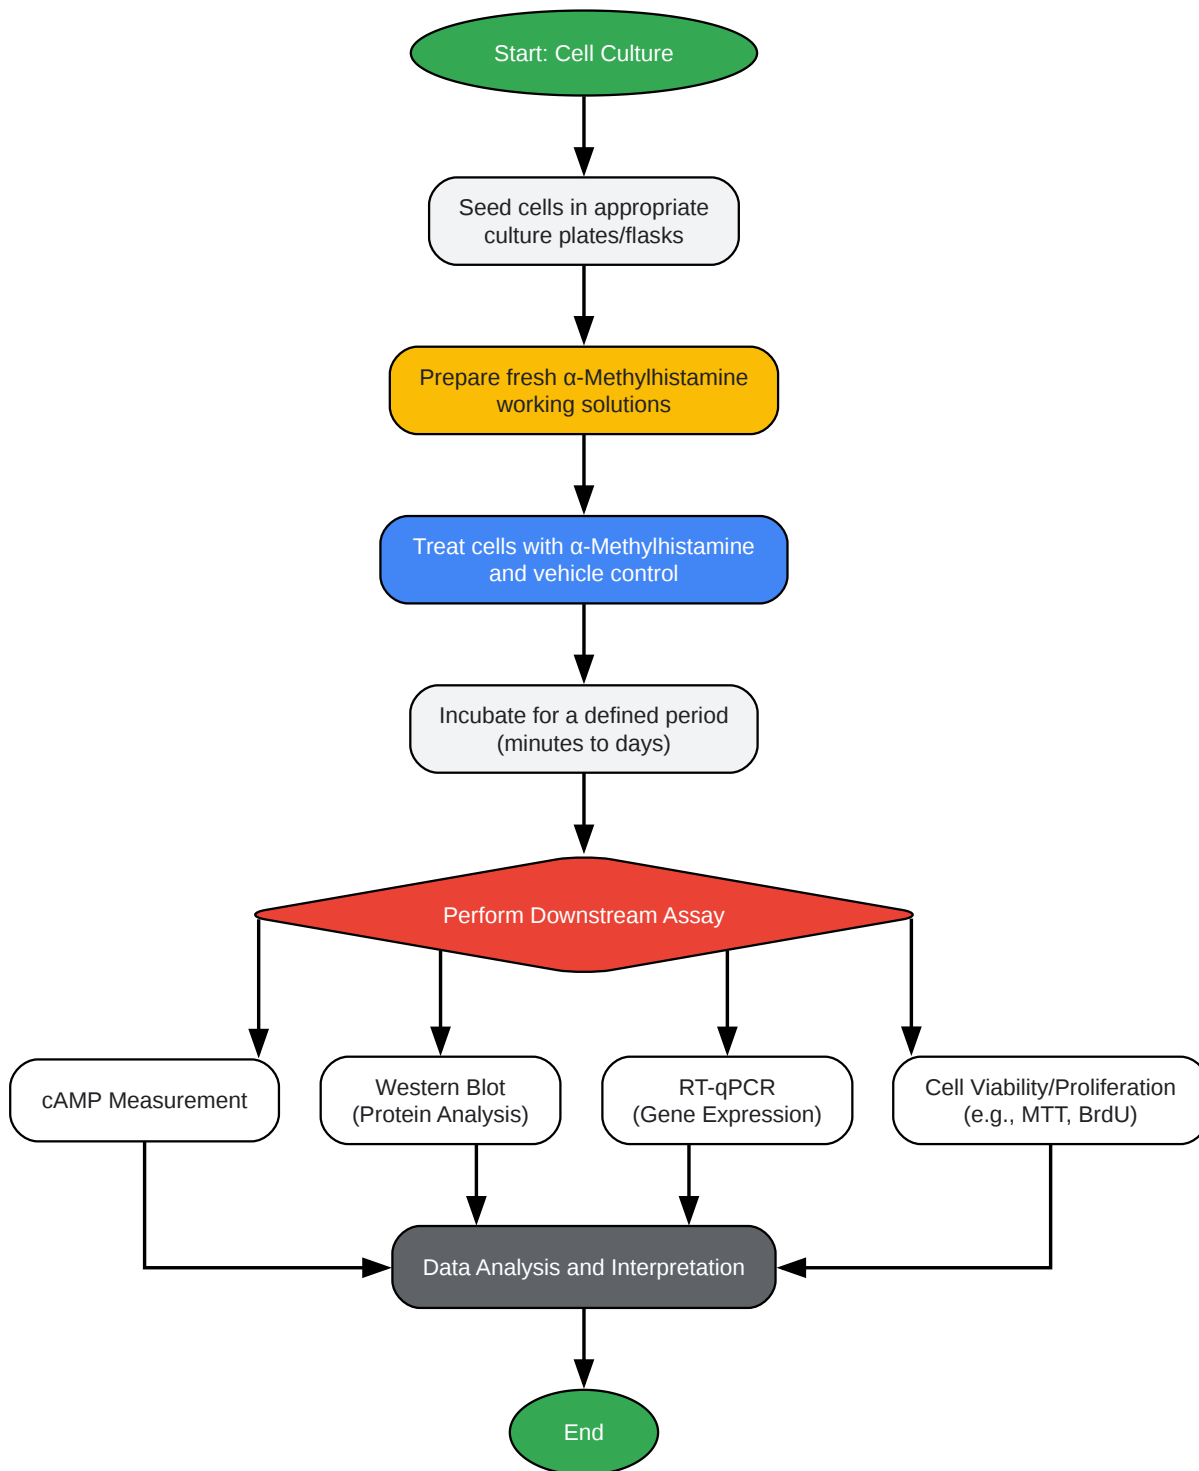 Start: Cell Culture
Seed cells in appropriate
culture plates/flasks
Prepare fresh α-Methylhistamine
working solutions
Treat cells with α-Methylhistamine
and vehicle control
Incubate for a defined period
(minutes to days)
Perform Downstream Assay
cAMP Measurement
Western Blot
(Protein Analysis)
RT-qPCR
(Gene Expression)
Cell Viability/Proliferation
(e.g., MTT, BrdU)
Data Analysis and Interpretation
End